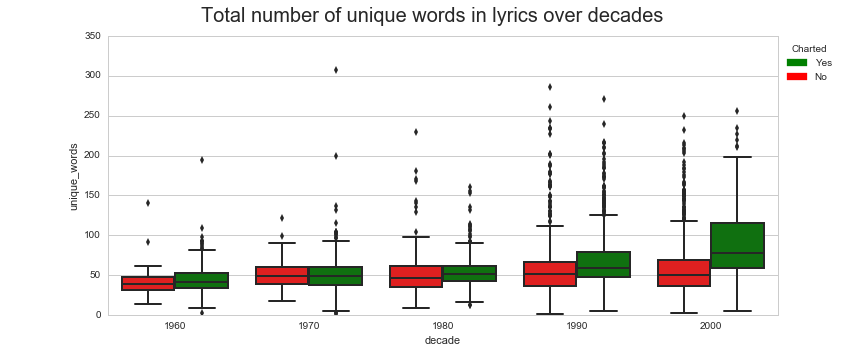 Total number of unique words in lyrics over decades
350
300
250
200
150
100
50
0
unique_words
1960
1970
1980
1990
2000
decade
Charted
Yes
No